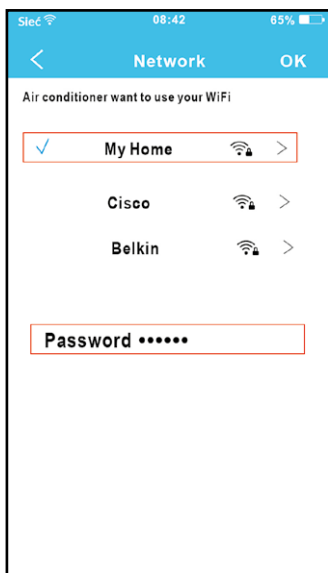 Sieć 08:42 65%
Network OK
Air conditioner want to use your WiFi
My Home
Cisco
Belkin
Password ••••••